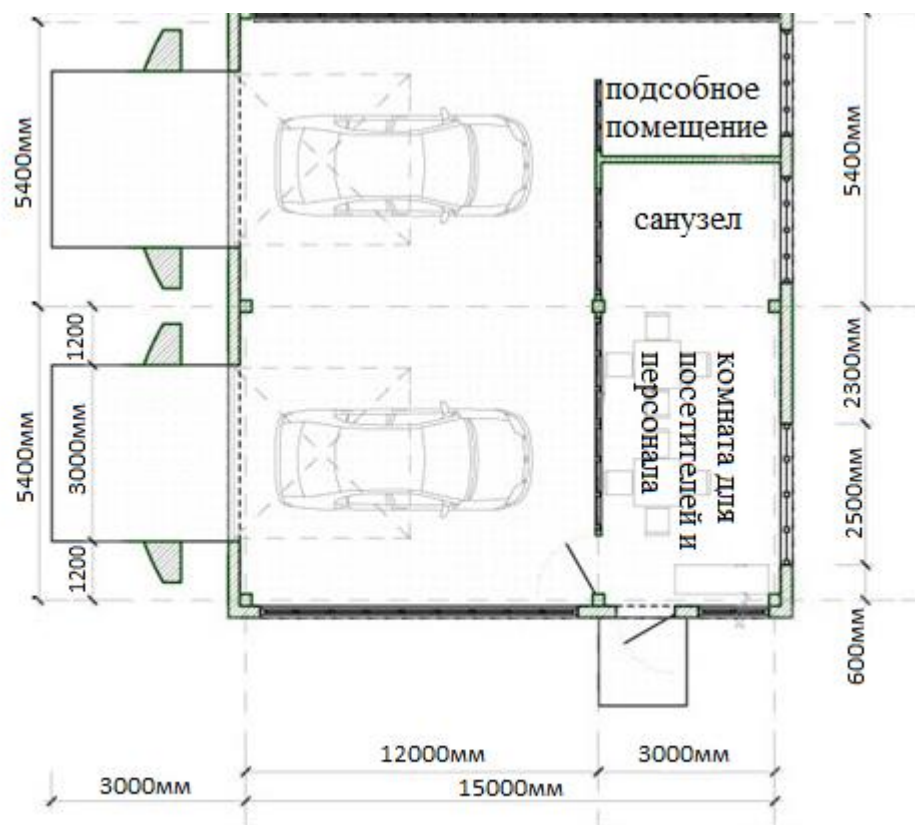 подсобное
помещение
5400мм
5400мм
санузел
1200
3000мм
1200
5400мм
комната для
посетителей и
персонала
2300мм
2500мм
600мм
12000мм
3000мм
3000мм
15000мм